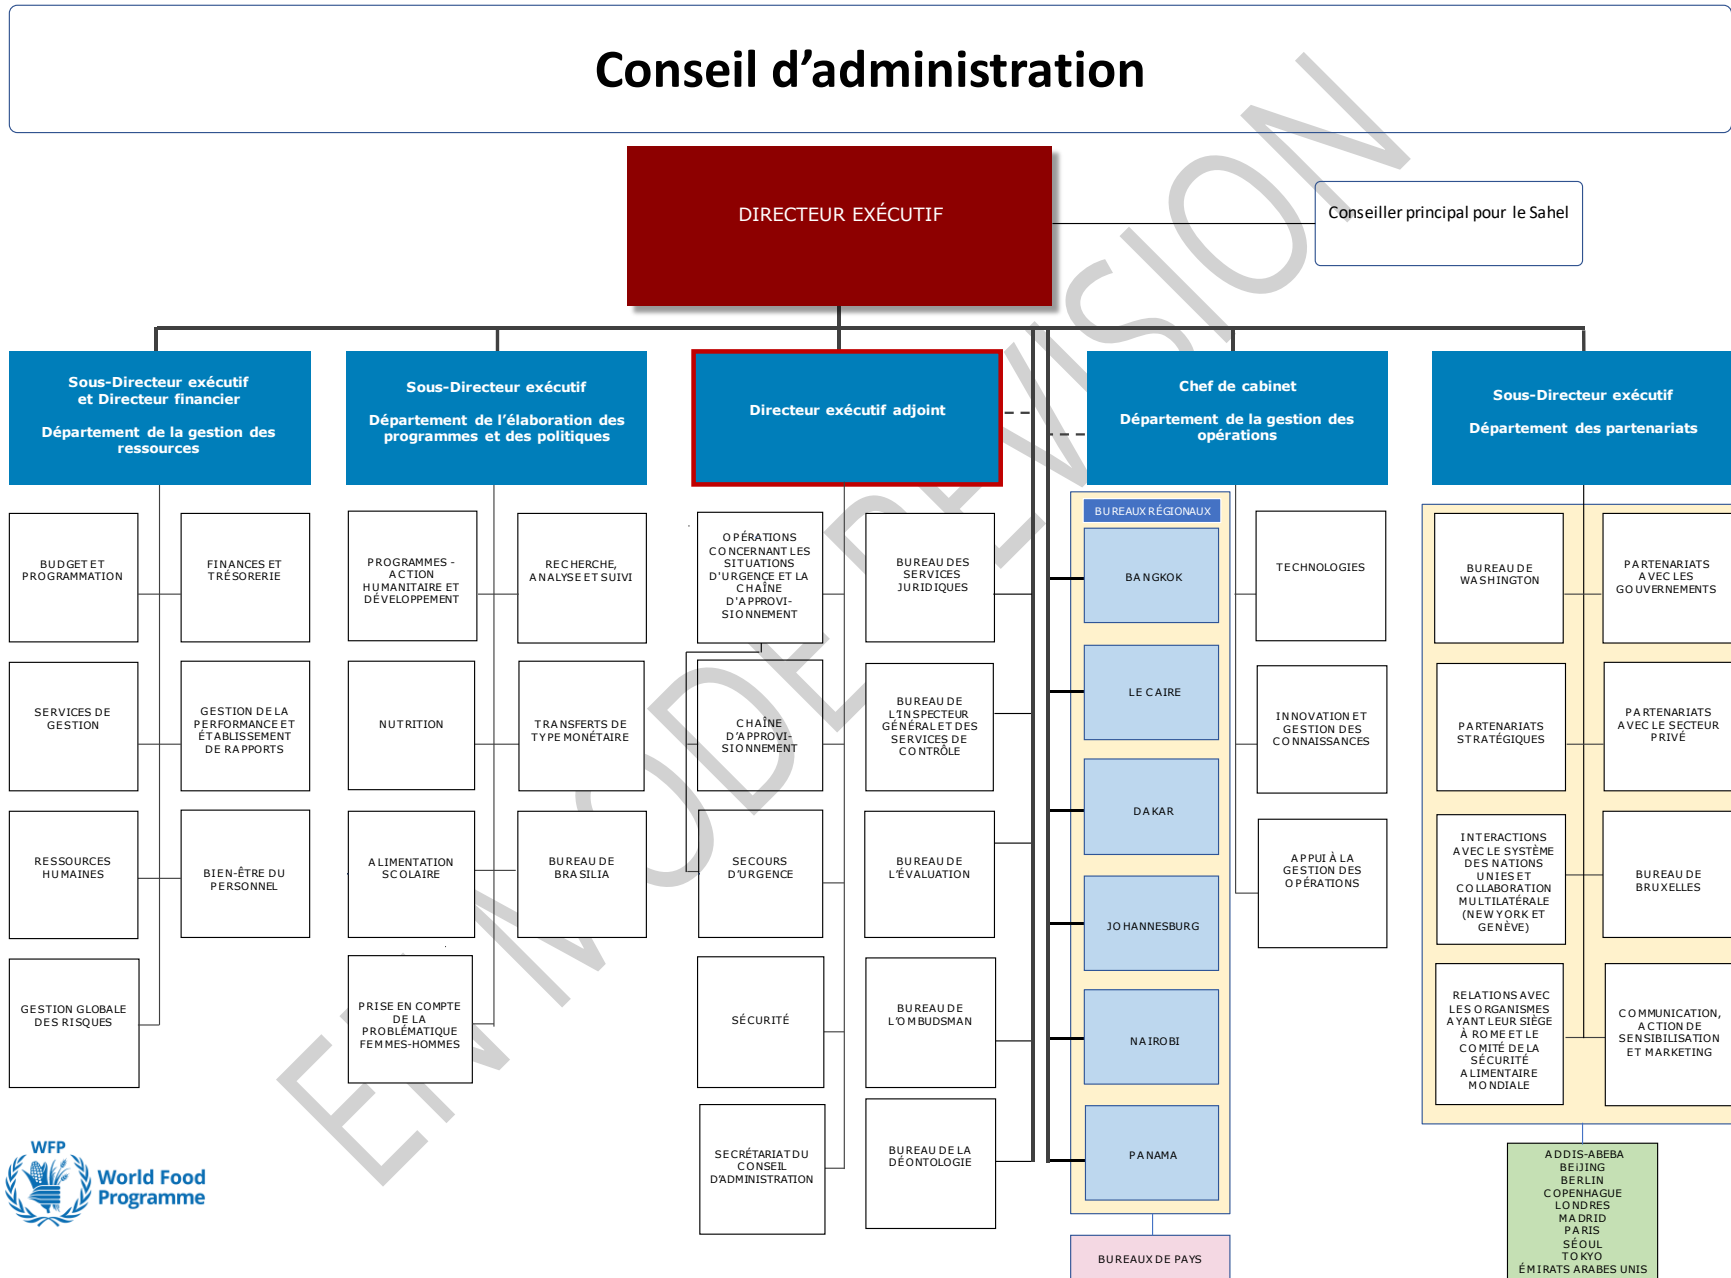 Conseil d’administration
DIRECTEUR EXÉCUTIF
Conseiller principal pour le Sahel
Sous-Directeur exécutif
et Directeur financier
Département de la gestion des
ressources
Sous-Directeur exécutif
Département de l’élaboration des
programmes et des politiques
Directeur exécutif adjoint
Chef de cabinet
Département de la gestion des
opérations
Sous-Directeur exécutif
Département des partenariats
BUDGET ET
PROGRAMMATION
FINANCES ET
TRÉSORERIE
SERVICES DE
GESTION
GESTION DE LA
PERFORMANCE ET
ÉTABLISSEMENT
DE RAPPORTS
RESSOURCES
HUMAINES
BIEN-ÊTRE DU
PERSONNEL
GESTION GLOBALE
DES RISQUES
PROGRAMMES -
ACTION
HUMANITAIRE ET
DÉVELOPPEMENT
RECHERCHE,
ANALYSE ET SUIVI
NUTRITION
TRANSFERTS DE
TYPE MONÉTAIRE
ALIMENTATION
SCOLAIRE
BUREAU DE
BRASILIA
PRISE EN COMPTE
DE LA
PROBLÉMATIQUE
FEMMES-HOMMES
OPÉRATIONS
CONCERNANT LES
SITUATIONS
D'URGENCE ET LA
CHAÎNE
D'APPROVI-
SIONNEMENT
BUREAU DES
SERVICES
JURIDIQUES
CHAÎNE
D’APPROVI-
SIONNEMENT
BUREAU DE
L’INSPECTEUR
GÉNÉRAL ET DES
SERVICES DE
CONTRÔLE
SECOURS
D’URGENCE
BUREAU DE
L’ÉVALUATION
SÉCURITÉ
BUREAU DE
L’OMBUDSMAN
SECRÉTARIAT DU
CONSEIL
D’ADMINISTRATION
BUREAU DE LA
DÉONTOLOGIE
BUREAUX RÉGIONAUX
BANGKOK
LE CAIRE
DAKAR
JOHANNESBURG
NAIROBI
PANAMA
BUREAUX DE PAYS
TECHNOLOGIES
INNOVATION ET
GESTION DES
CONNAISSANCES
APPUI À LA
GESTION DES
OPÉRATIONS
BUREAU DE
WASHINGTON
PARTENARIATS
AVEC LES
GOUVERNEMENTS
PARTENARIATS
STRATÉGIQUES
PARTENARIATS
AVEC LE SECTEUR
PRIVÉ
INTERACTIONS
AVEC LE SYSTÈME
DES NATIONS
UNIES ET
COLLABORATION
MULTILATÉRALE
(NEW YORK ET
GENÈVE)
BUREAU DE
BRUXELLES
RELATIONS AVEC
LES ORGANISMES
AYANT LEUR SIÈGE
À ROME ET LE
COMITÉ DE LA
SÉCURITÉ
ALIMENTAIRE
MONDIALE
COMMUNICATION,
ACTION DE
SENSIBILISATION
ET MARKETING
ADDIS-ABEBA
BEIJING
BERLIN
COPENHAGUE
LONDRES
MADRID
PARIS
SÉOUL
TOKYO
ÉMIRATS ARABES UNIS
WFP
World Food
Programme
EN MODE REVISION